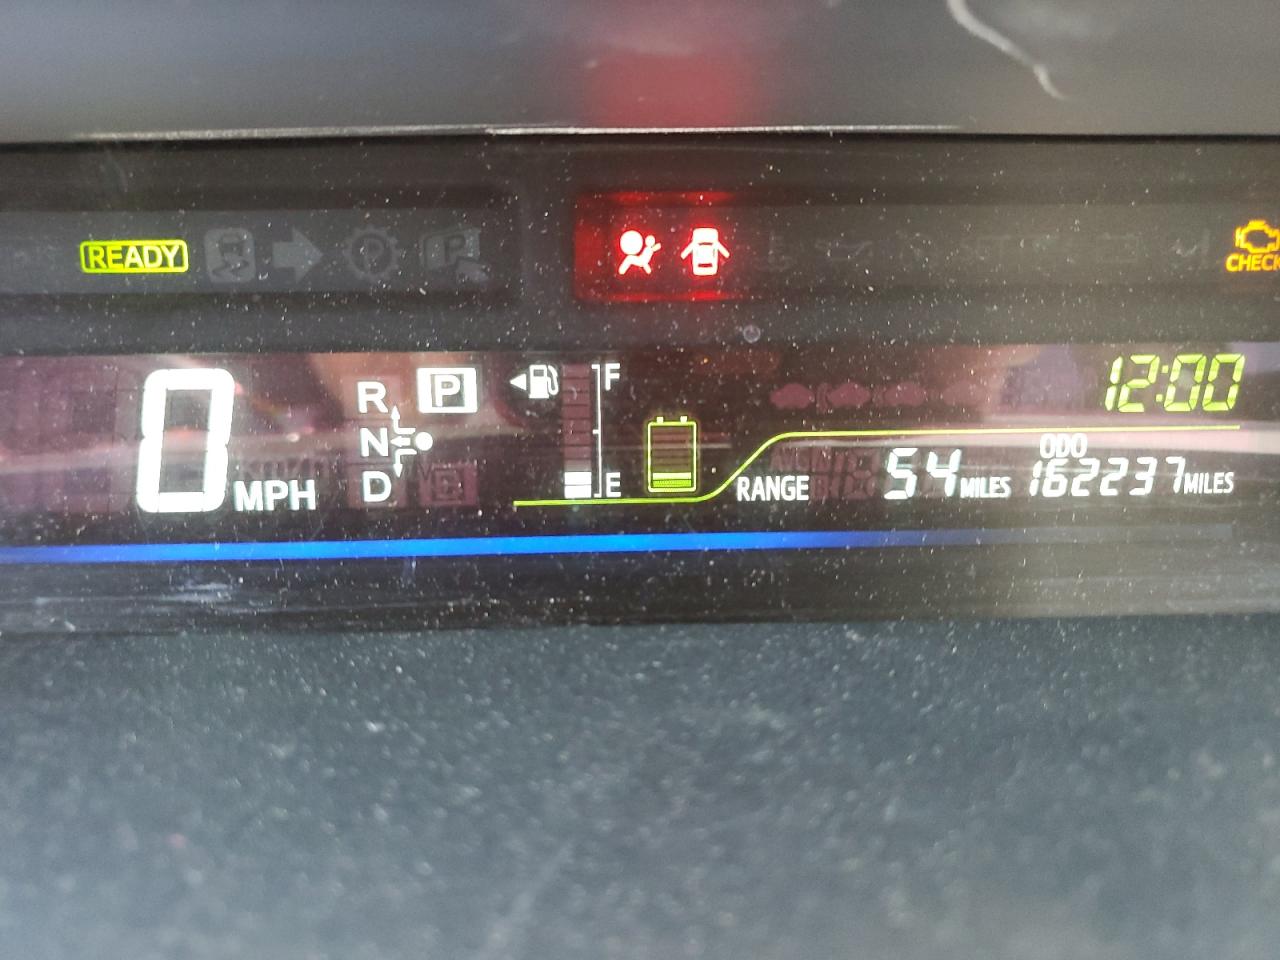 READY
CHECK
12:00
R P F
0 MPH N
D E
ODO
RANGE 54 MILES 162237 MILES